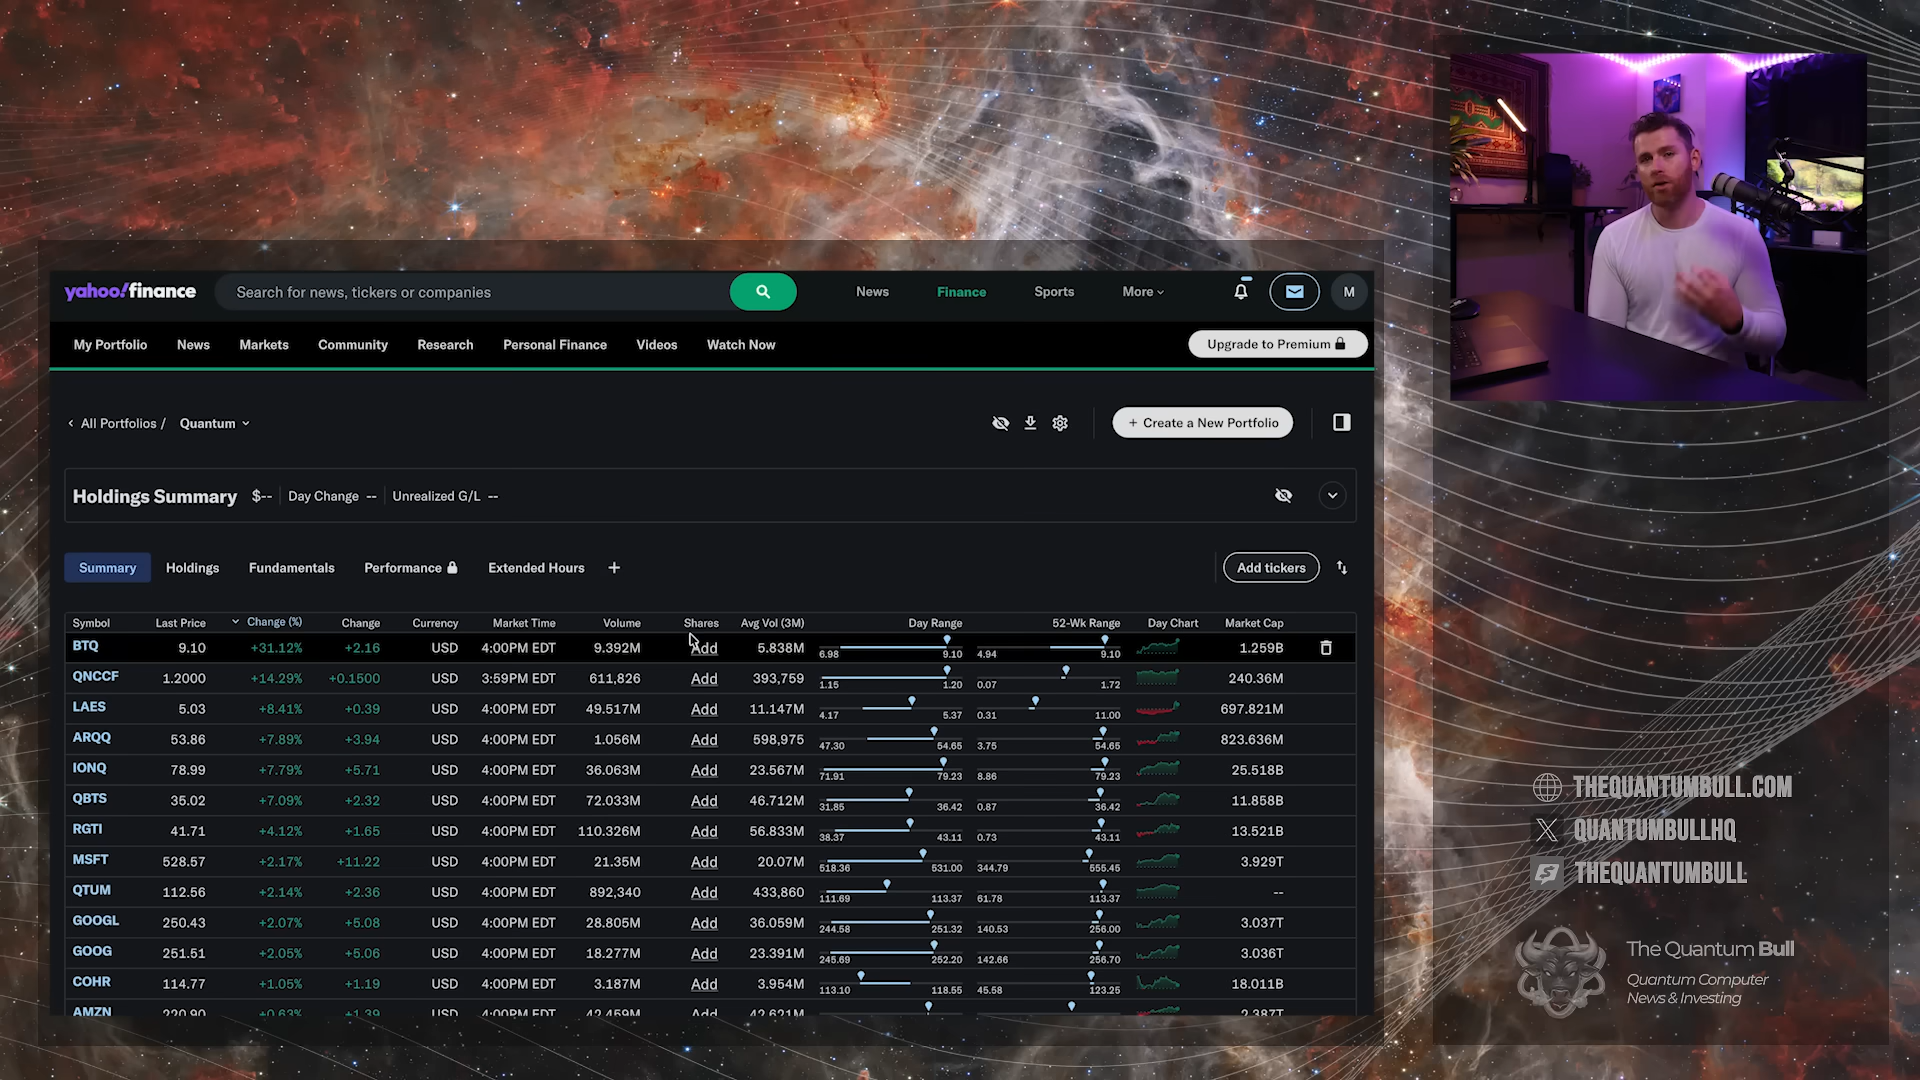 yahoo!finance Search for news, tickers or companies News Finance Sports More M
My Portfolio News Markets Community Research Personal Finance Videos Watch Now Upgrade to Premium
All Portfolios / Quantum + Create a New Portfolio
Holdings Summary $-- Day Change -- Unrealized G/L --
Summary Holdings Fundamentals Performance Extended Hours + Add tickers
Symbol Last Price Change (%) Change Currency Market Time Volume Shares Avg Vol (3M) Day Range 52-Wk Range Day Chart Market Cap
BTQ 9.10 +31.12% +2.16 USD 4:00PM EDT 9.392M Add 5.838M 6.98 9.10 4.94 9.10 1.259B
QNCCF 1.2000 +14.29% +0.1500 USD 3:59PM EDT 611,826 Add 393,759 1.15 1.20 0.07 1.72 240.36M
LAES 5.03 +8.41% +0.39 USD 4:00PM EDT 49.517M Add 11.147M 4.17 5.37 0.31 11.00 697.821M
ARQQ 53.86 +7.89% +3.94 USD 4:00PM EDT 1.056M Add 598,975 47.30 54.65 3.75 54.65 823.636M
IONQ 78.99 +7.79% +5.71 USD 4:00PM EDT 36.063M Add 23.567M 71.91 79.23 8.86 79.23 25.518B
QBTS 35.02 +7.09% +2.32 USD 4:00PM EDT 72.033M Add 46.712M 31.85 36.42 0.87 36.42 11.858B
RGTI 41.71 +4.12% +1.65 USD 4:00PM EDT 110.326M Add 56.833M 38.37 43.11 0.73 43.11 13.521B
MSFT 528.57 +2.17% +11.22 USD 4:00PM EDT 21.35M Add 20.07M 518.36 531.00 344.79 555.45 3.929T
QTUM 112.56 +2.14% +2.36 USD 4:00PM EDT 892,340 Add 433,860 111.69 113.37 61.78 113.37 --
GOOGL 250.43 +2.07% +5.08 USD 4:00PM EDT 28.805M Add 36.059M 244.58 251.32 140.53 256.00 3.037T
GOOG 251.51 +2.05% +5.06 USD 4:00PM EDT 18.277M Add 23.391M 245.69 252.20 142.66 256.70 3.036T
COHR 114.77 +1.05% +1.19 USD 4:00PM EDT 3.187M Add 3.954M 113.10 118.55 45.58 123.25 18.011B
AMZN 220.90 +0.63% +1.39 USD 4:00PM EDT 42.459M Add 42.621M 2.387T
THEQUANTUMBULL.COM
QUANTUMBULLHQ
THEQUANTUMBULL
The Quantum Bull
Quantum Computer
News & Investing